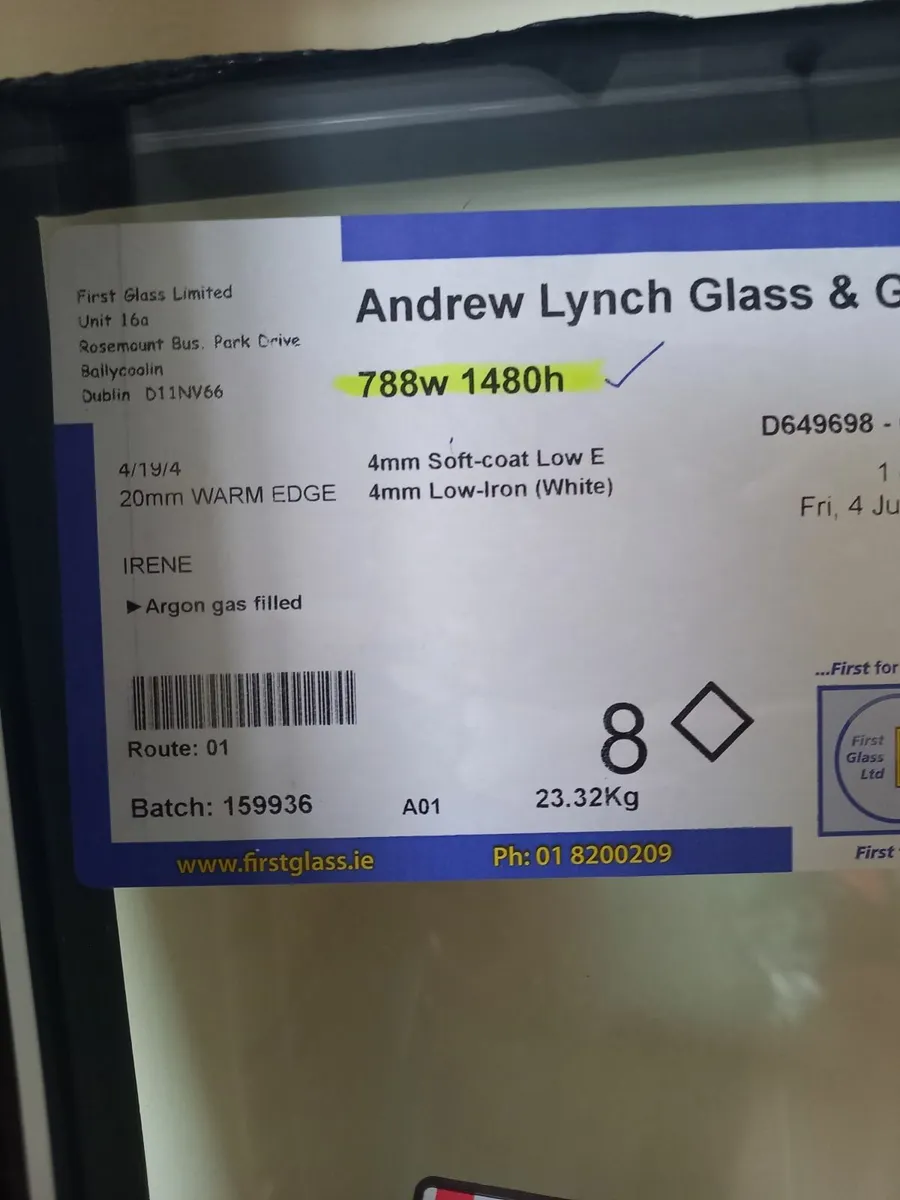 First Glass Limited
Unit 16a
Rosemount Bus. Park Drive
Ballycoolin
Dublin D11NV66
Andrew Lynch Glass & G
788w 1480h
D649698 -
4/19/4
20mm WARM EDGE
4mm Soft-coat Low E
4mm Low-Iron (White)
1
Fri, 4 Ju
IRENE
►Argon gas filled
Route: 01
8
Batch: 159936
A01
23.32Kg
...First for
First
Glass
Ltd
First
www.firstglass.ie
Ph: 01 8200209